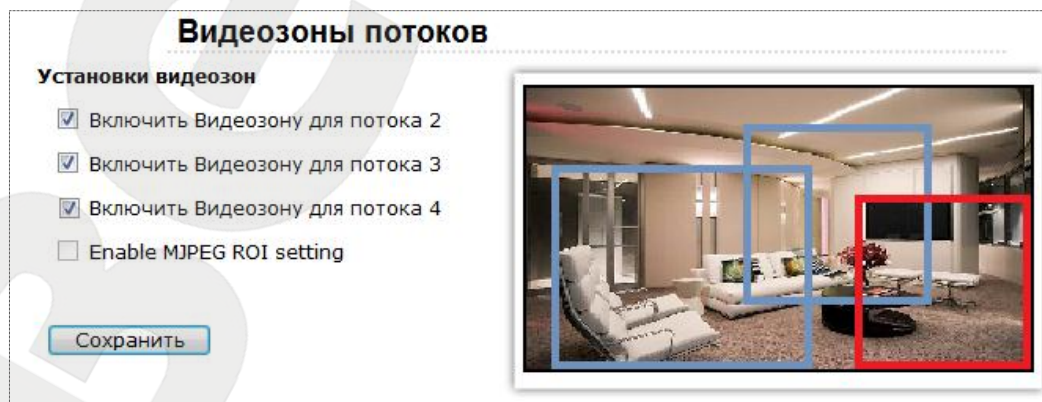 Видеозоны потоков
Установки видеозон
Включить Видеозону для потока 2
Включить Видеозону для потока 3
Включить Видеозону для потока 4
Enable MJPEG ROI setting
Сохранить